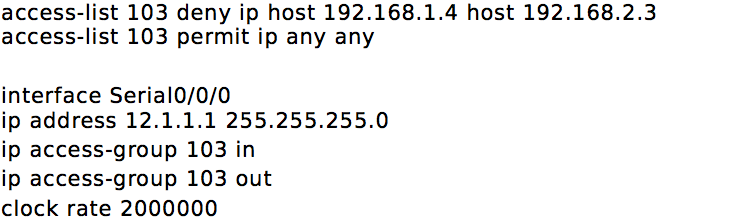 access-list 103 deny ip host 192.168.1.4 host 192.168.2.3
access-list 103 permit ip any any
interface Serial0/0/0
ip address 12.1.1.1 255.255.255.0
ip access-group 103 in
ip access-group 103 out
clock rate 2000000